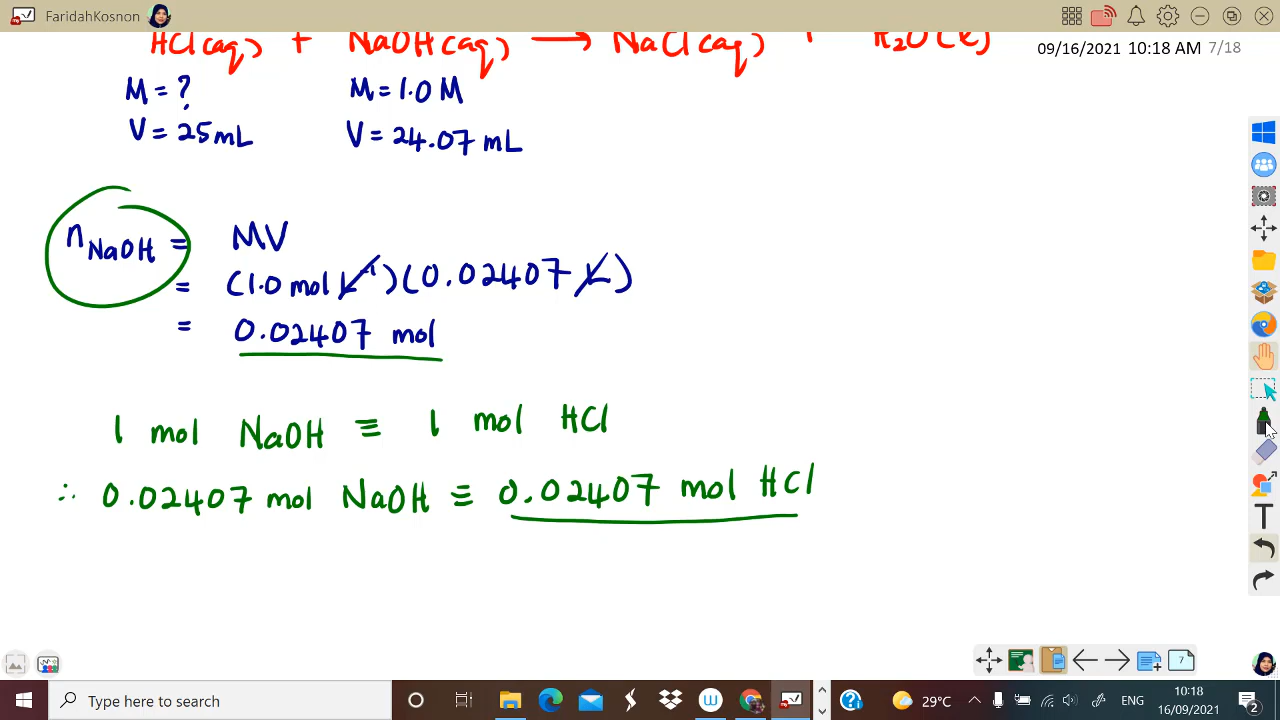 FaridahKosnon
09/16/2021 10:18 AM 7/18
HCl(aq) + NaOH(aq) → NaCl(aq) + H₂O(ℓ)
M = ? M = 1.0 M
V = 25 mL V = 24.07 mL
n NaOH = MV
= (1.0 mol L⁻¹)(0.02407 L)
= 0.02407 mol
1 mol NaOH ≡ 1 mol HCl
∴ 0.02407 mol NaOH ≡ 0.02407 mol HCl
T
7
Type here to search
29°C
ENG
10:18
16/09/2021
2